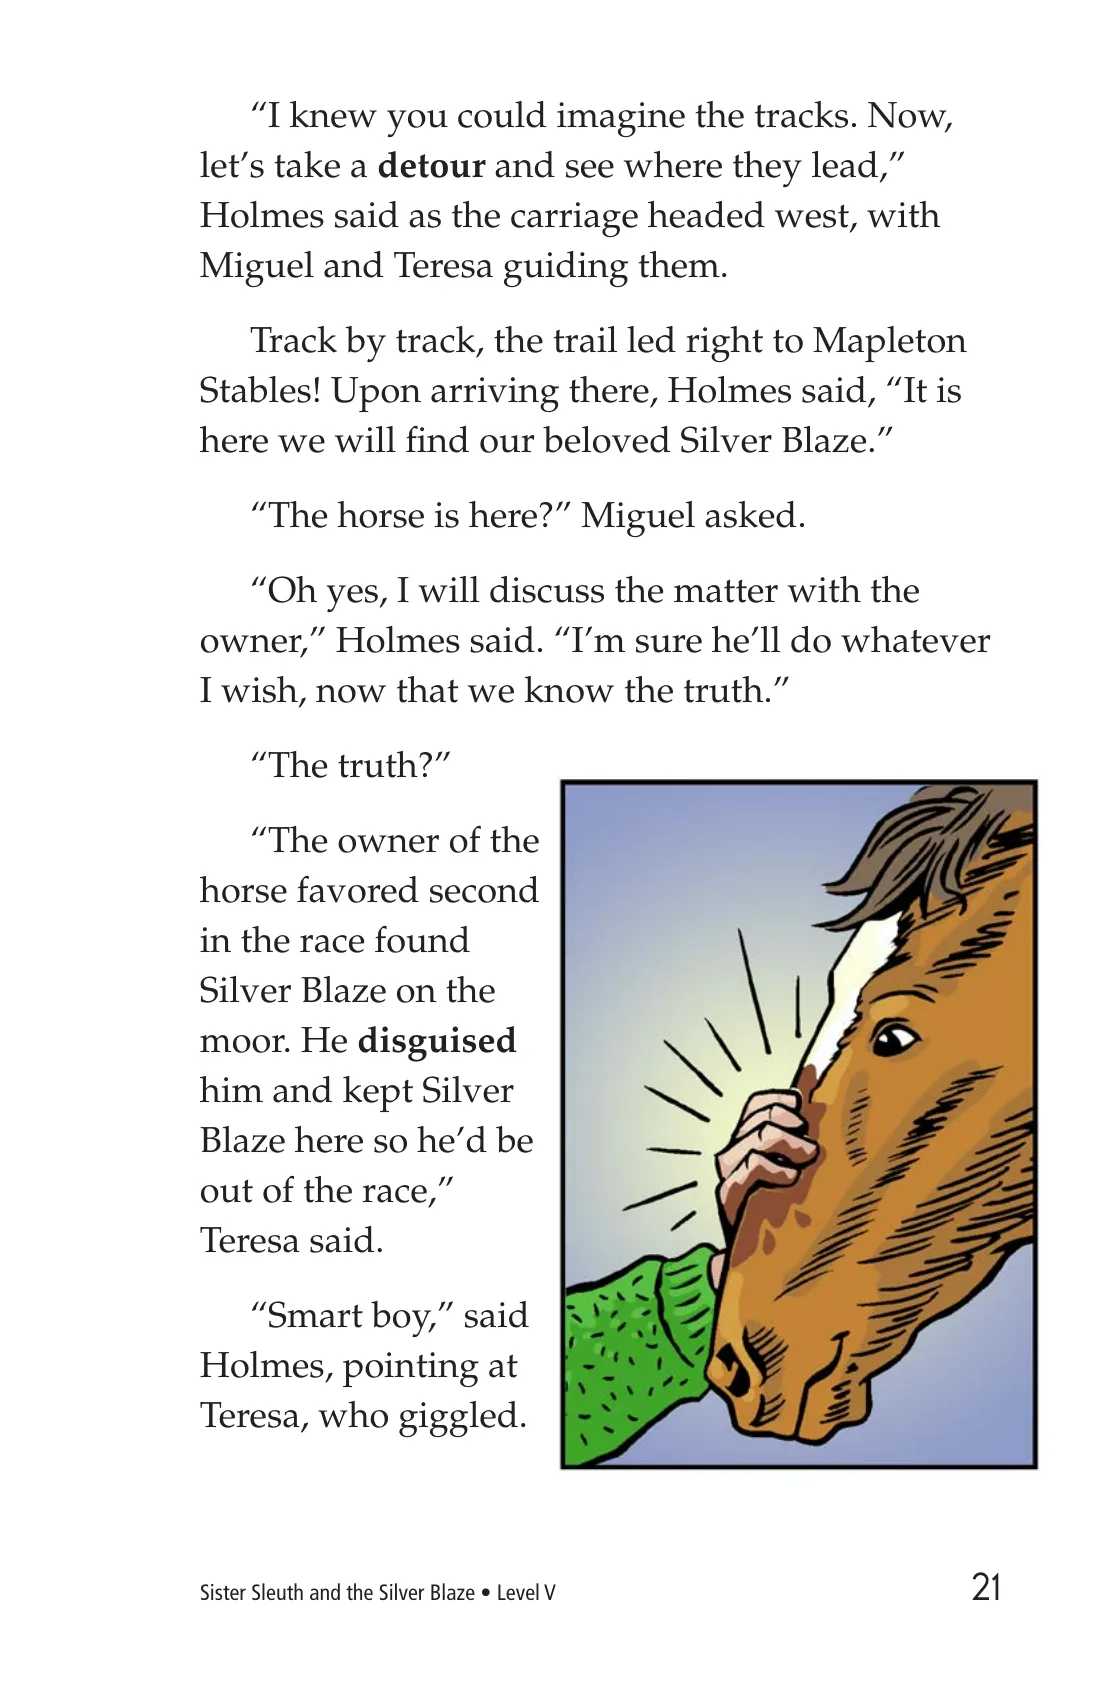 “I knew you could imagine the tracks. Now,
let’s take a detour and see where they lead,”
Holmes said as the carriage headed west, with
Miguel and Teresa guiding them.
Track by track, the trail led right to Mapleton
Stables! Upon arriving there, Holmes said, “It is
here we will find our beloved Silver Blaze.”
“The horse is here?” Miguel asked.
“Oh yes, I will discuss the matter with the
owner,” Holmes said. “I’m sure he’ll do whatever
I wish, now that we know the truth.”
“The truth?”
“The owner of the
horse favored second
in the race found
Silver Blaze on the
moor. He disguised
him and kept Silver
Blaze here so he’d be
out of the race,”
Teresa said.
“Smart boy,” said
Holmes, pointing at
Teresa, who giggled.
Sister Sleuth and the Silver Blaze • Level V
21